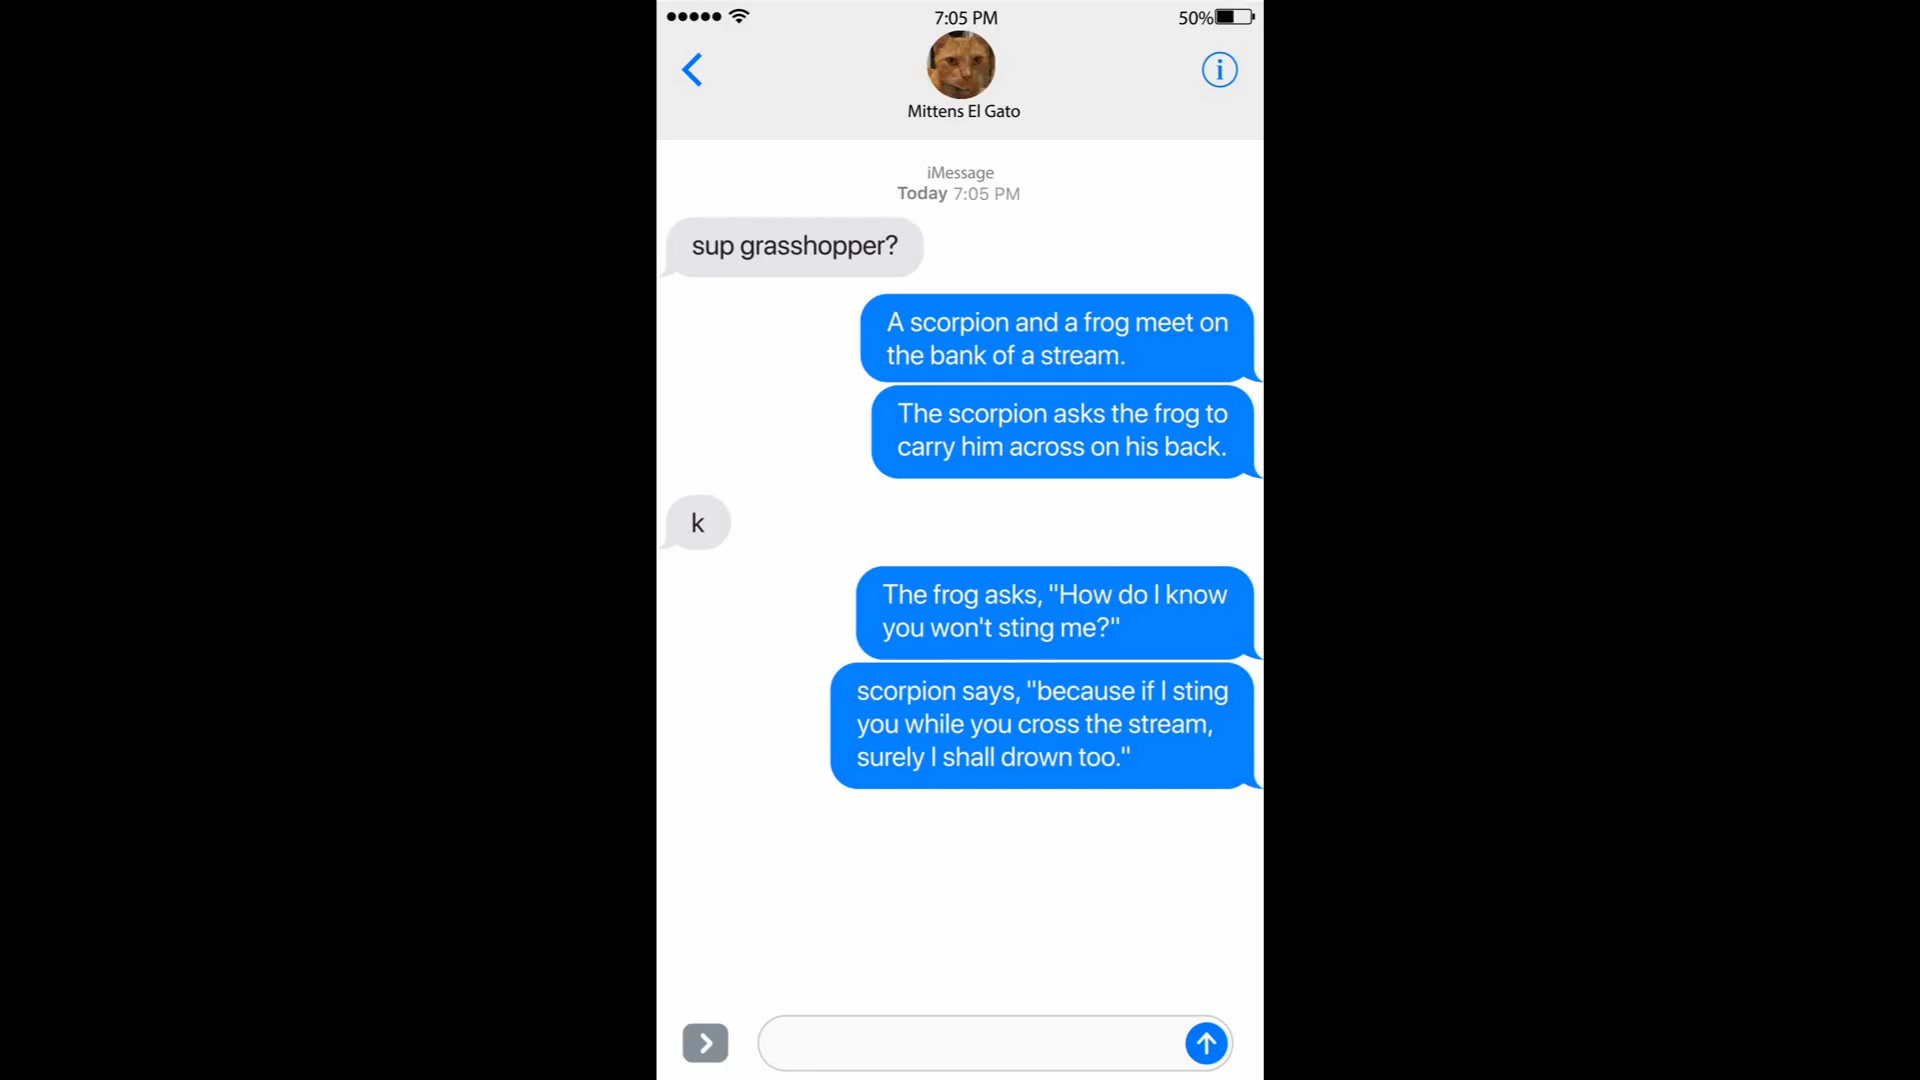 7:05 PM
50%
Mittens El Gato
iMessage
Today 7:05 PM
sup grasshopper?
A scorpion and a frog meet on
the bank of a stream.
The scorpion asks the frog to
carry him across on his back.
k
The frog asks, "How do I know
you won't sting me?"
scorpion says, "because if I sting
you while you cross the stream,
surely I shall drown too."